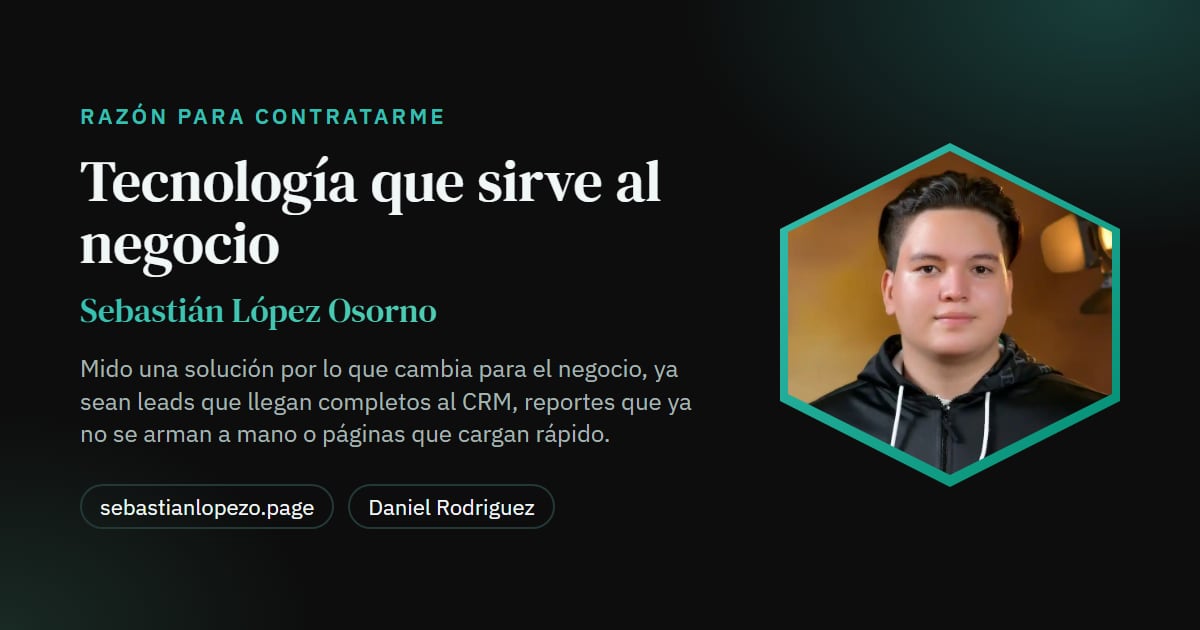 RAZÓN PARA CONTRATARME
Tecnología que sirve al
negocio
Sebastián López Osorno
Mido una solución por lo que cambia para el negocio, ya
sean leads que llegan completos al CRM, reportes que ya
no se arman a mano o páginas que cargan rápido.
sebastianlopezo.page
Daniel Rodriguez